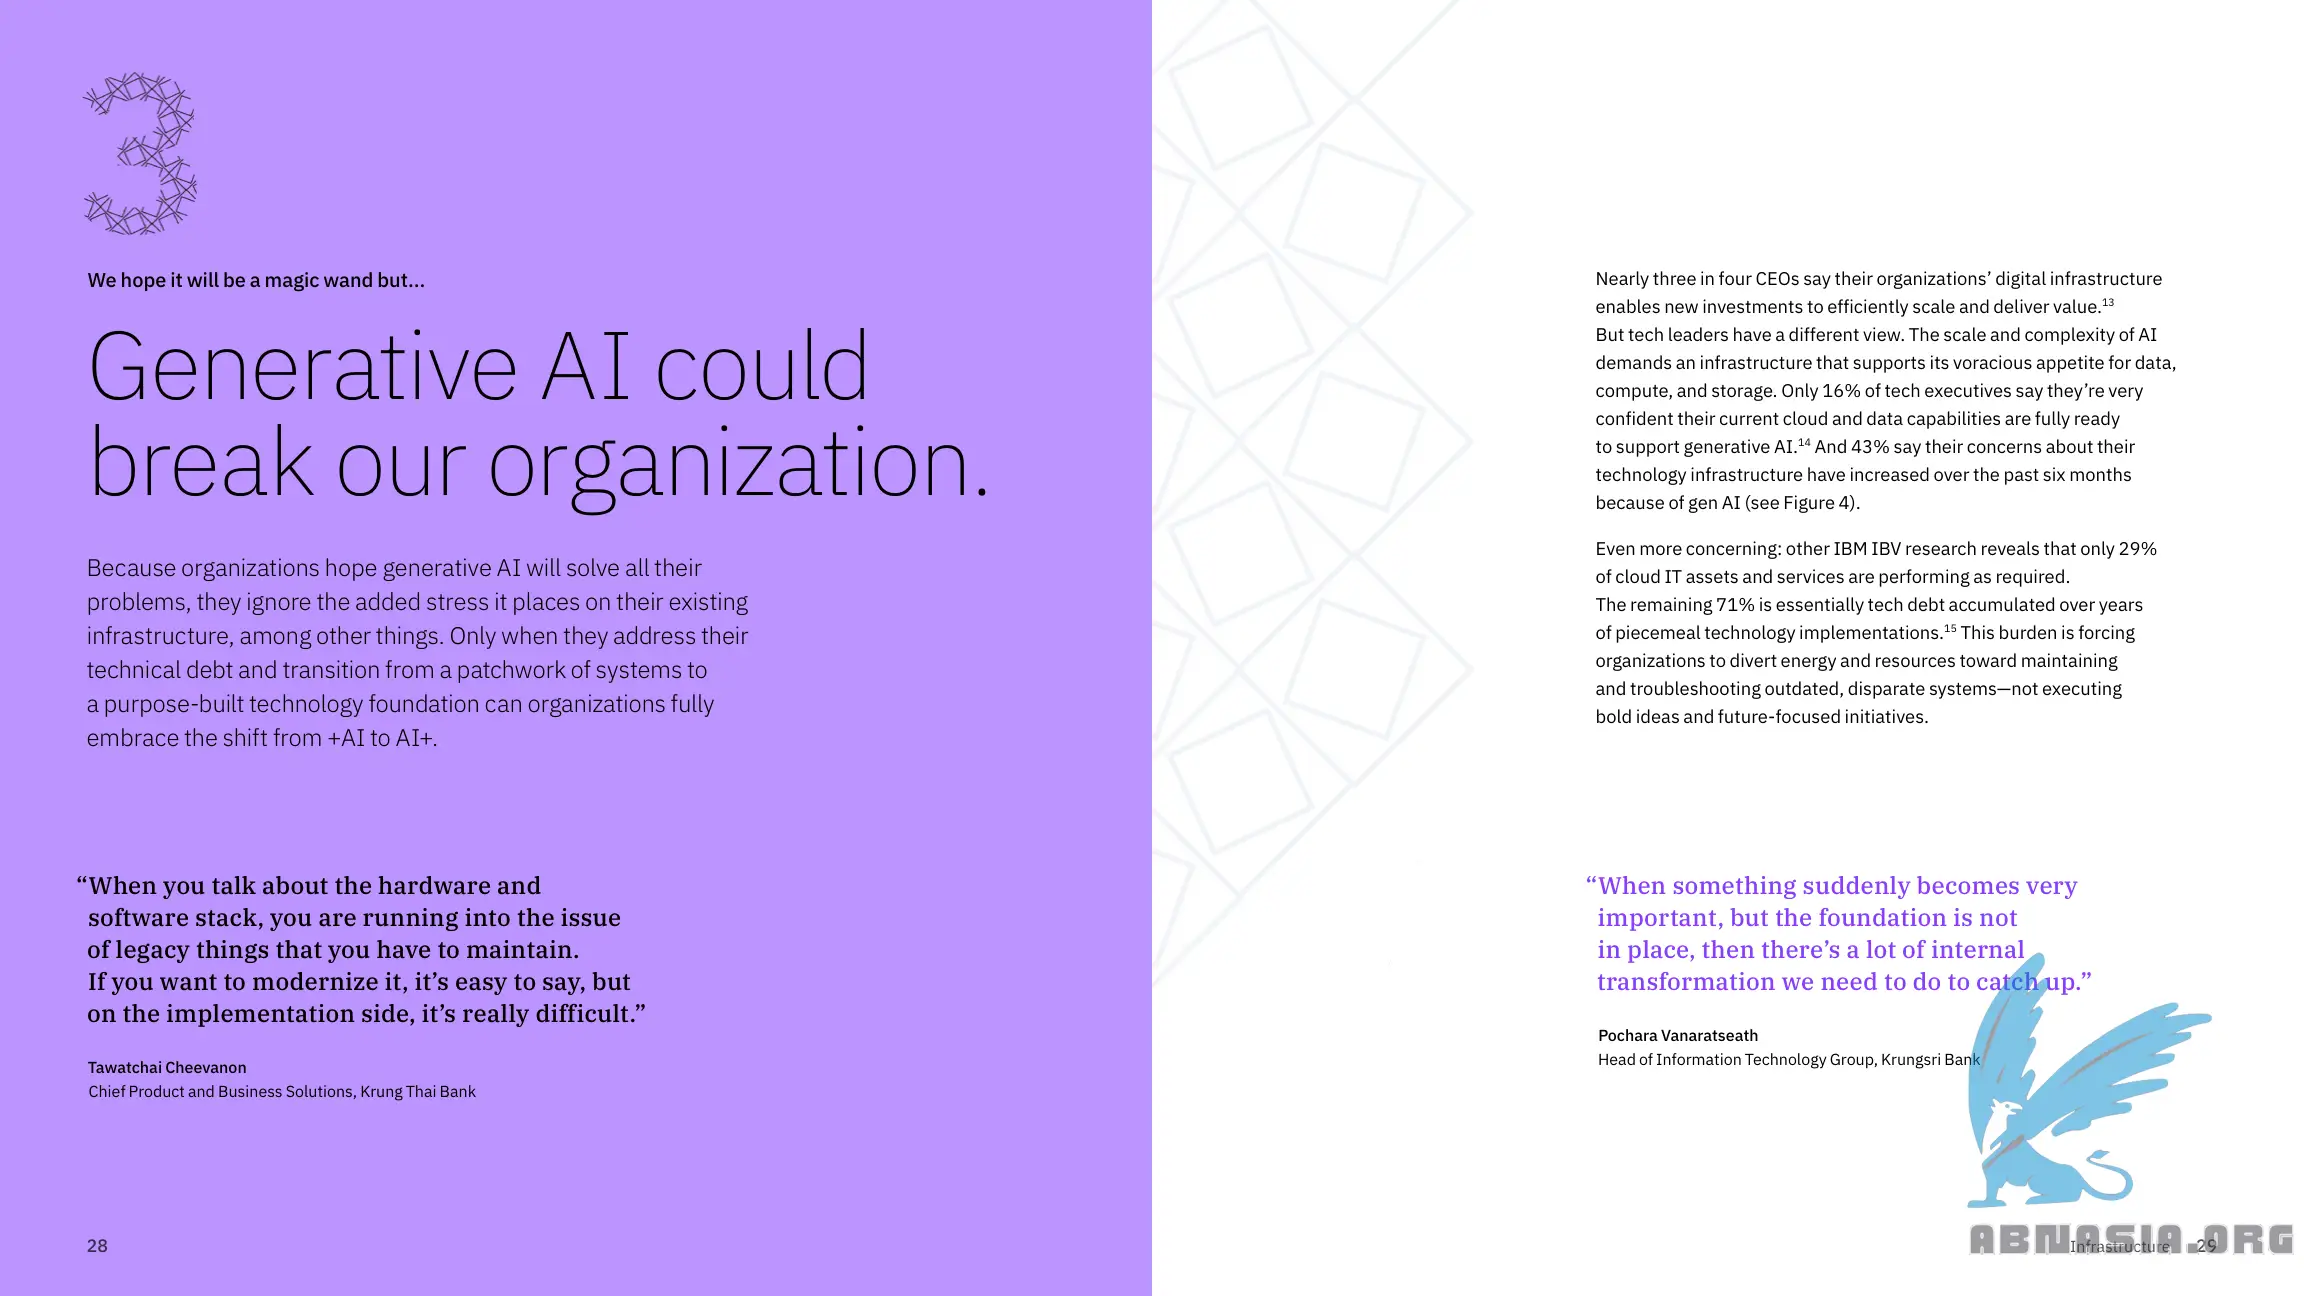 3
We hope it will be a magic wand but…
Generative AI could
break our organization.
Because organizations hope generative AI will solve all their
problems, they ignore the added stress it places on their existing
infrastructure, among other things. Only when they address their
technical debt and transition from a patchwork of systems to
a purpose-built technology foundation can organizations fully
embrace the shift from +AI to AI+.
“When you talk about the hardware and
software stack, you are running into the issue
of legacy things that you have to maintain.
If you want to modernize it, it’s easy to say, but
on the implementation side, it’s really difficult.”
Tawatchai Cheevanon
Chief Product and Business Solutions, Krung Thai Bank
28
Nearly three in four CEOs say their organizations’ digital infrastructure
enables new investments to efficiently scale and deliver value.13
But tech leaders have a different view. The scale and complexity of AI
demands an infrastructure that supports its voracious appetite for data,
compute, and storage. Only 16% of tech executives say they’re very
confident their current cloud and data capabilities are fully ready
to support generative AI.14 And 43% say their concerns about their
technology infrastructure have increased over the past six months
because of gen AI (see Figure 4).
Even more concerning: other IBM IBV research reveals that only 29%
of cloud IT assets and services are performing as required.
The remaining 71% is essentially tech debt accumulated over years
of piecemeal technology implementations.15 This burden is forcing
organizations to divert energy and resources toward maintaining
and troubleshooting outdated, disparate systems—not executing
bold ideas and future-focused initiatives.
“When something suddenly becomes very
important, but the foundation is not
in place, then there’s a lot of internal
transformation we need to do to catch up.”
Pochara Vanaratseath
Head of Information Technology Group, Krungsri Bank
ABNASIA.ORG
Infrastructure 29